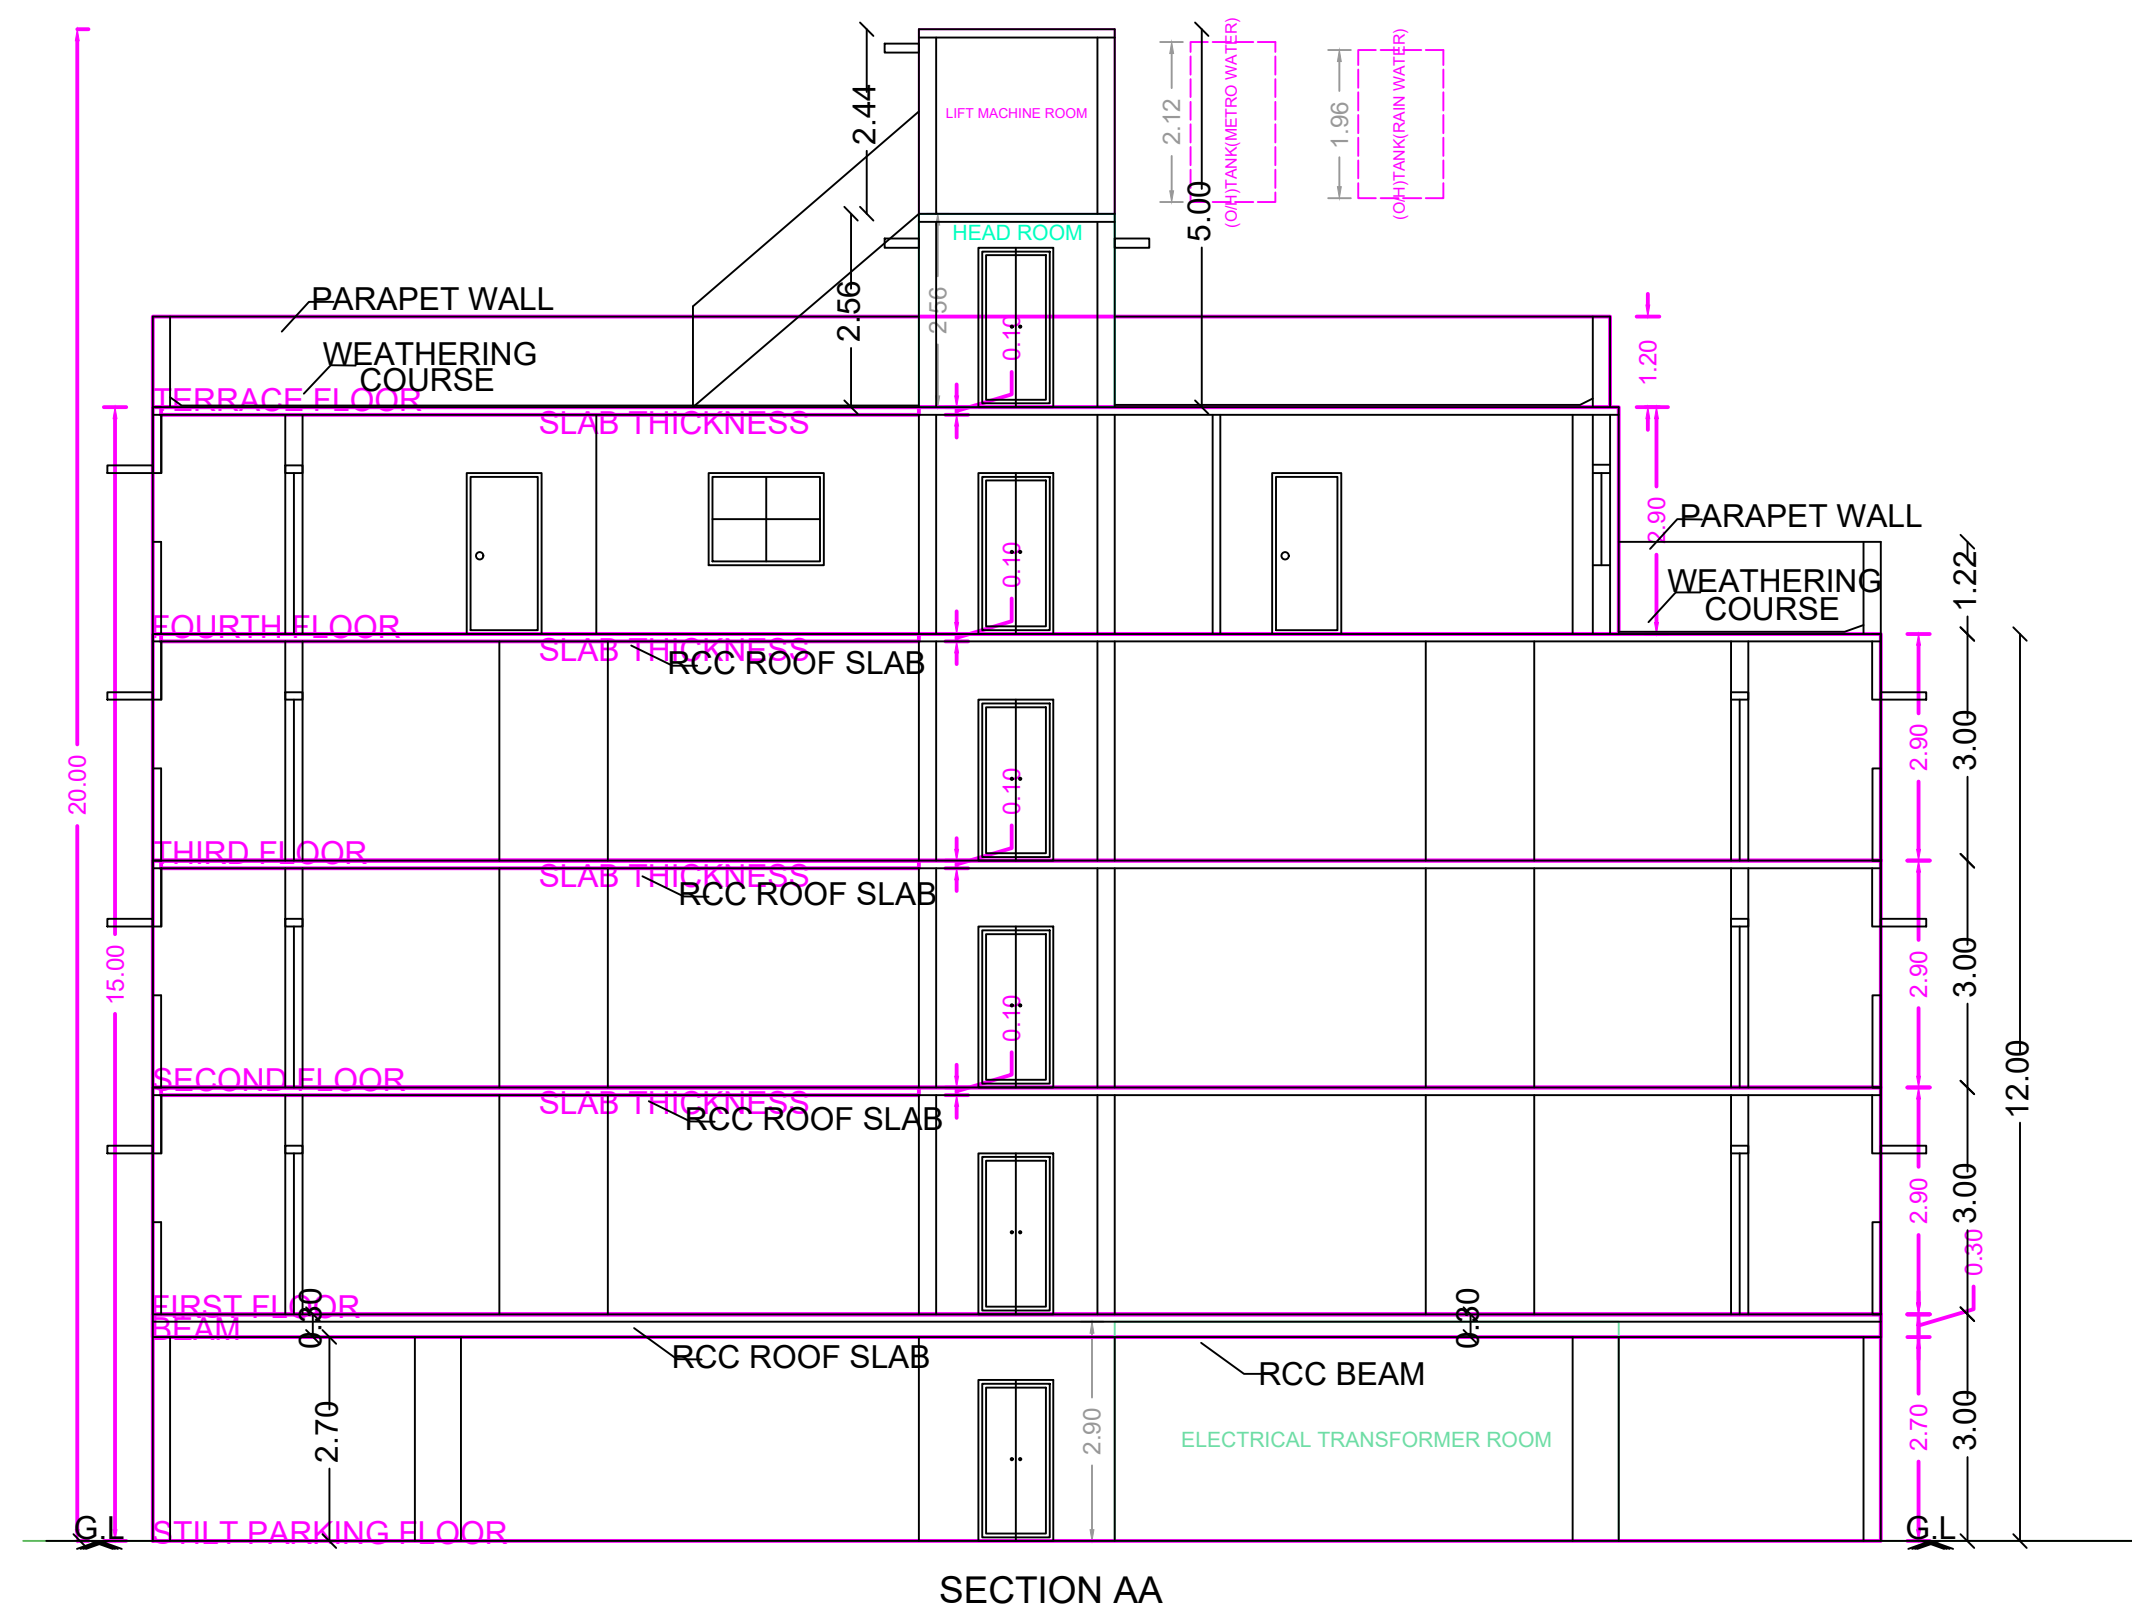 2.44
LIFT MACHINE ROOM
2.12
(O/H)TANK(METRO WATER)
1.96
(O/H)TANK(RAIN WATER)
5.00
HEAD ROOM
2.56
2.56
PARAPET WALL
WEATHERING
COURSE
0.10
1.20
TERRACE FLOOR
SLAB THICKNESS
2.90
PARAPET WALL
WEATHERING
COURSE
1.22
0.10
FOURTH FLOOR
SLAB THICKNESS
RCC ROOF SLAB
20.00
0.10
2.90
3.00
THIRD FLOOR
SLAB THICKNESS
RCC ROOF SLAB
15.00
0.10
2.90
3.00
12.00
SECOND FLOOR
SLAB THICKNESS
RCC ROOF SLAB
2.90
3.00
0.30
FIRST FLOOR
BEAM
0.30
0.30
RCC ROOF SLAB
RCC BEAM
2.70
2.90
ELECTRICAL TRANSFORMER ROOM
2.70
3.00
G.L
STILT PARKING FLOOR
G.L
SECTION AA